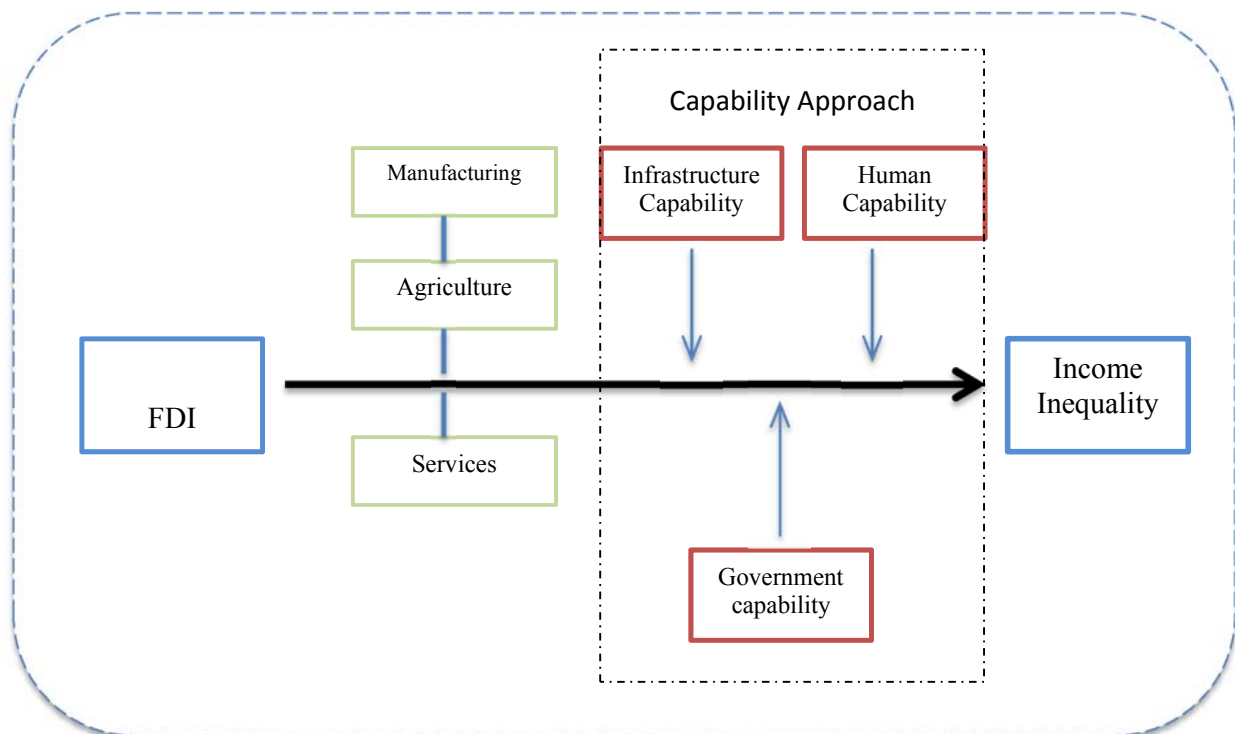 Capability Approach
Manufacturing
Infrastructure
Capability
Human
Capability
Agriculture
FDI
Income
Inequality
Services
Government
capability